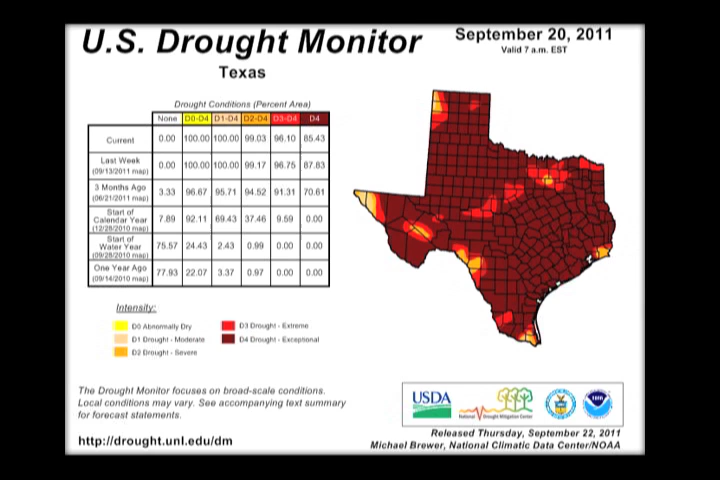 U.S. Drought Monitor
Texas
September 20, 2011
Valid 7 a.m. EST
Drought Conditions (Percent Area)
None D0-D4 D1-D4 D2-D4 D3-D4 D4
Current 0.00 100.00 100.00 99.03 96.10 85.43
Last Week (09/13/2011 map) 0.00 100.00 100.00 99.17 96.75 87.83
3 Months Ago (06/21/2011 map) 3.33 96.67 95.71 94.52 91.31 70.61
Start of Calendar Year (12/28/2010 map) 7.89 92.11 69.43 37.46 9.59 0.00
Start of Water Year (09/28/2010 map) 75.57 24.43 2.43 0.99 0.00 0.00
One Year Ago (09/14/2010 map) 77.93 22.07 3.37 0.97 0.00 0.00
Intensity:
D0 Abnormally Dry
D1 Drought - Moderate
D2 Drought - Severe
D3 Drought - Extreme
D4 Drought - Exceptional
The Drought Monitor focuses on broad-scale conditions.
Local conditions may vary. See accompanying text summary
for forecast statements.
http://drought.unl.edu/dm
USDA
National Drought Mitigation Center
Released Thursday, September 22, 2011
Michael Brewer, National Climatic Data Center/NOAA